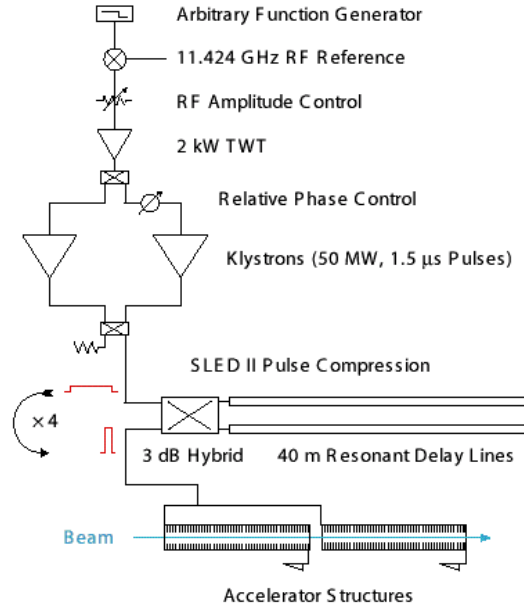 Arbitrary Function Generator
11.424 GHz RF Reference
RF Amplitude Control
2 kW TWT
Relative Phase Control
Klystrons (50 MW, 1.5 μs Pulses)
SLED II Pulse Compression
×4
3 dB Hybrid
40 m Resonant Delay Lines
Beam
Accelerator Structures